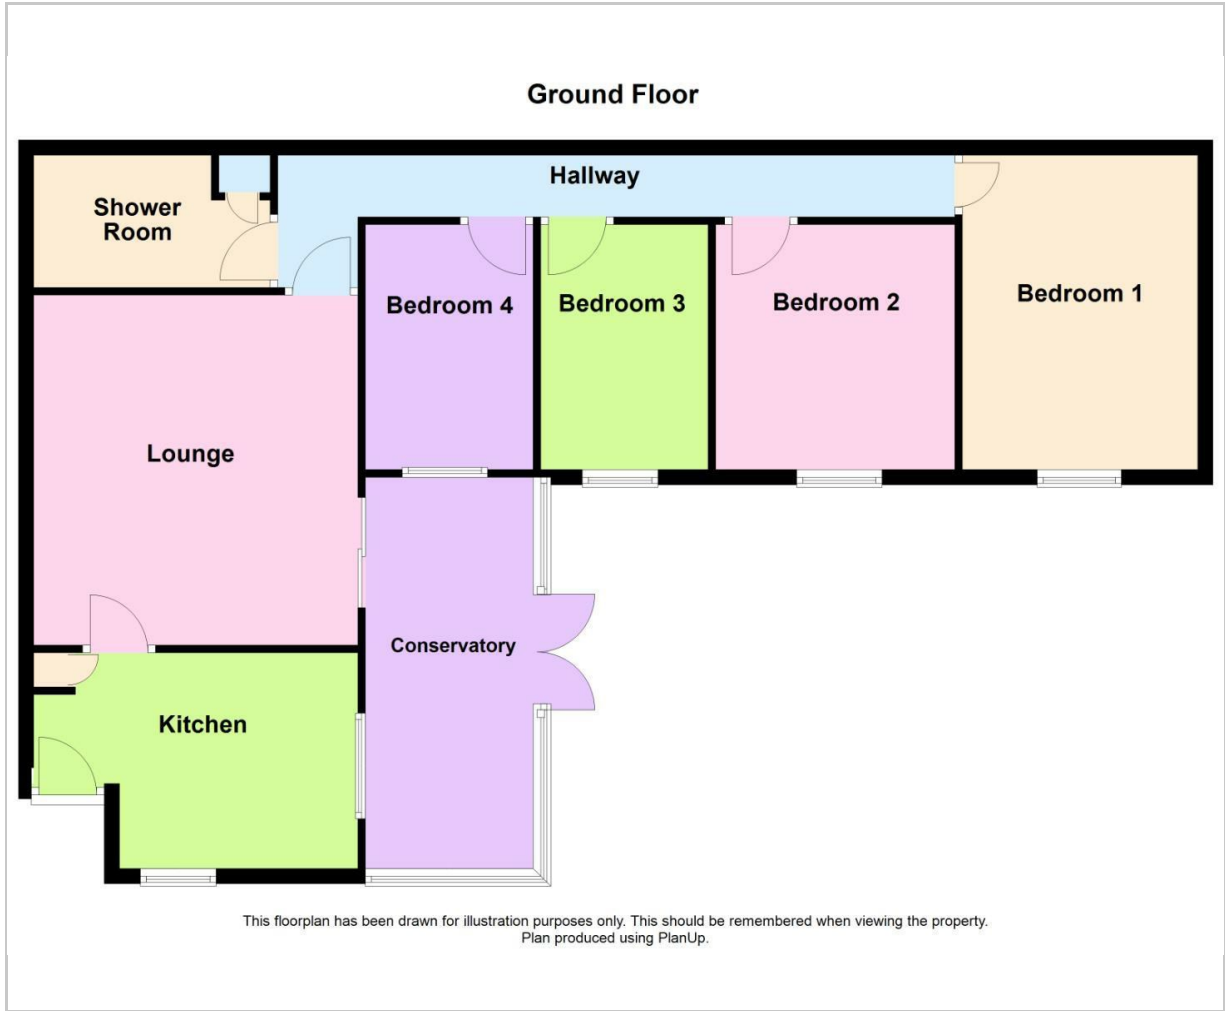 Ground Floor
Hallway
Shower
Room
Bedroom 4
Bedroom 3
Bedroom 2
Bedroom 1
Lounge
Conservatory
Kitchen
This floorplan has been drawn for illustration purposes only. This should be remembered when viewing the property.
Plan produced using PlanUp.